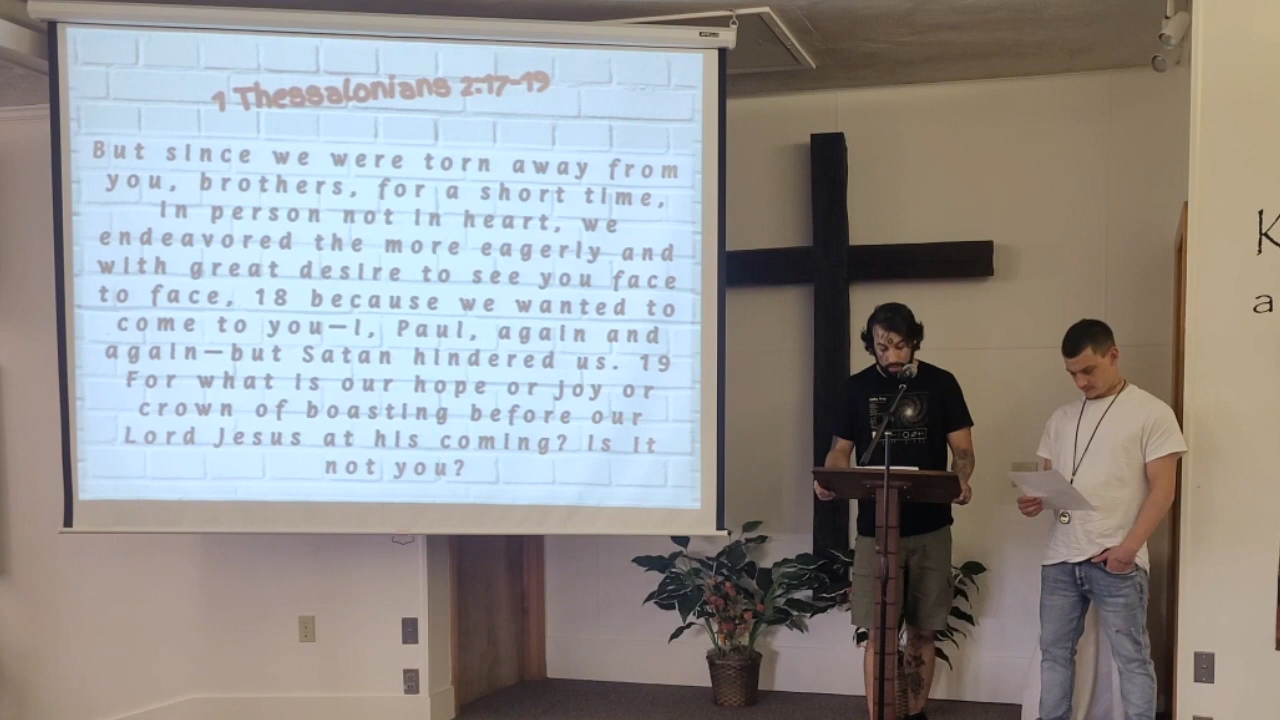 1 Thessalonians 2:17-19
But since we were torn away from
you, brothers, for a short time,
in person not in heart, we
endeavored the more eagerly and
with great desire to see you face
to face, 18 because we wanted to
come to you—I, Paul, again and
again—but Satan hindered us. 19
For what is our hope or joy or
crown of boasting before our
Lord Jesus at his coming? Is it
not you?
K
a